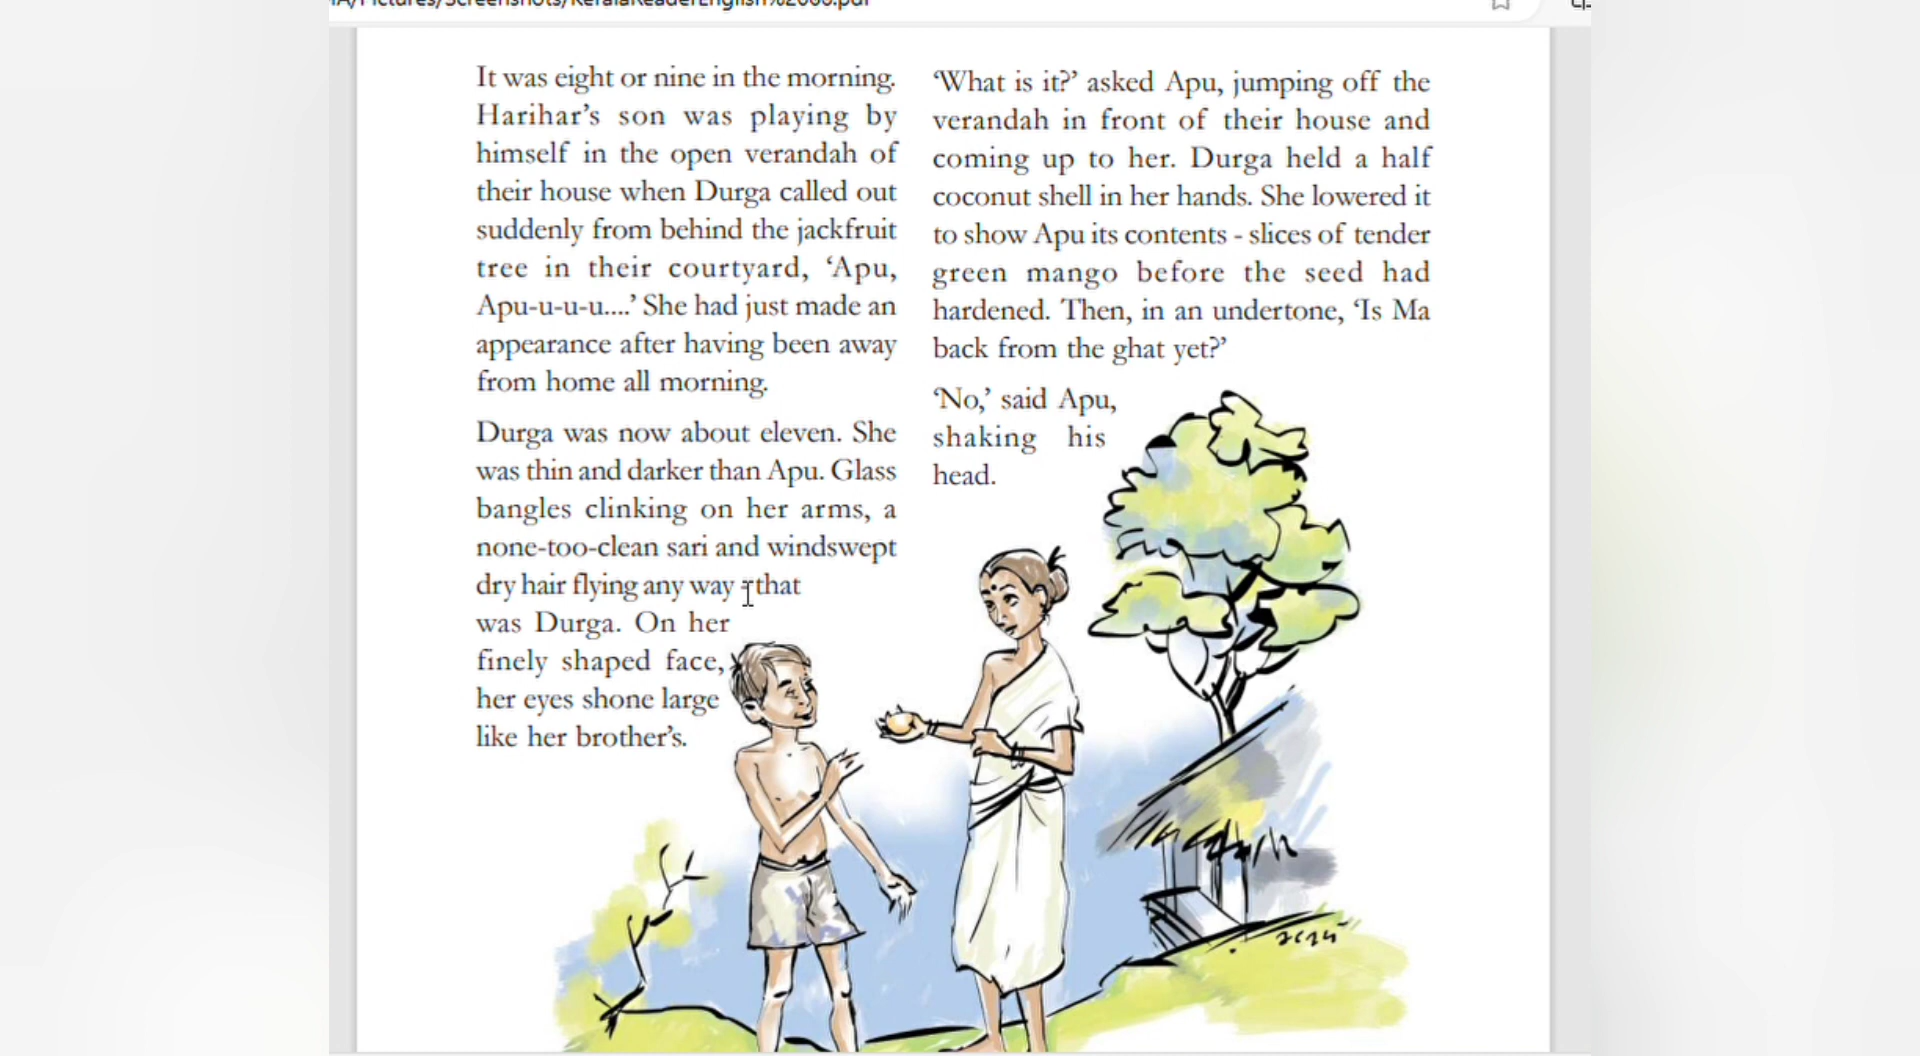 It was eight or nine in the morning.
Harihar's son was playing by
himself in the open verandah of
their house when Durga called out
suddenly from behind the jackfruit
tree in their courtyard, 'Apu,
Apu-u-u-u....' She had just made an
appearance after having been away
from home all morning.
Durga was now about eleven. She
was thin and darker than Apu. Glass
bangles clinking on her arms, a
none-too-clean sari and windswept
dry hair flying any way - that
was Durga. On her
finely shaped face,
her eyes shone large
like her brother's.
'What is it?' asked Apu, jumping off the
verandah in front of their house and
coming up to her. Durga held a half
coconut shell in her hands. She lowered it
to show Apu its contents - slices of tender
green mango before the seed had
hardened. Then, in an undertone, 'Is Ma
back from the ghat yet?'
'No,' said Apu,
shaking his
head.